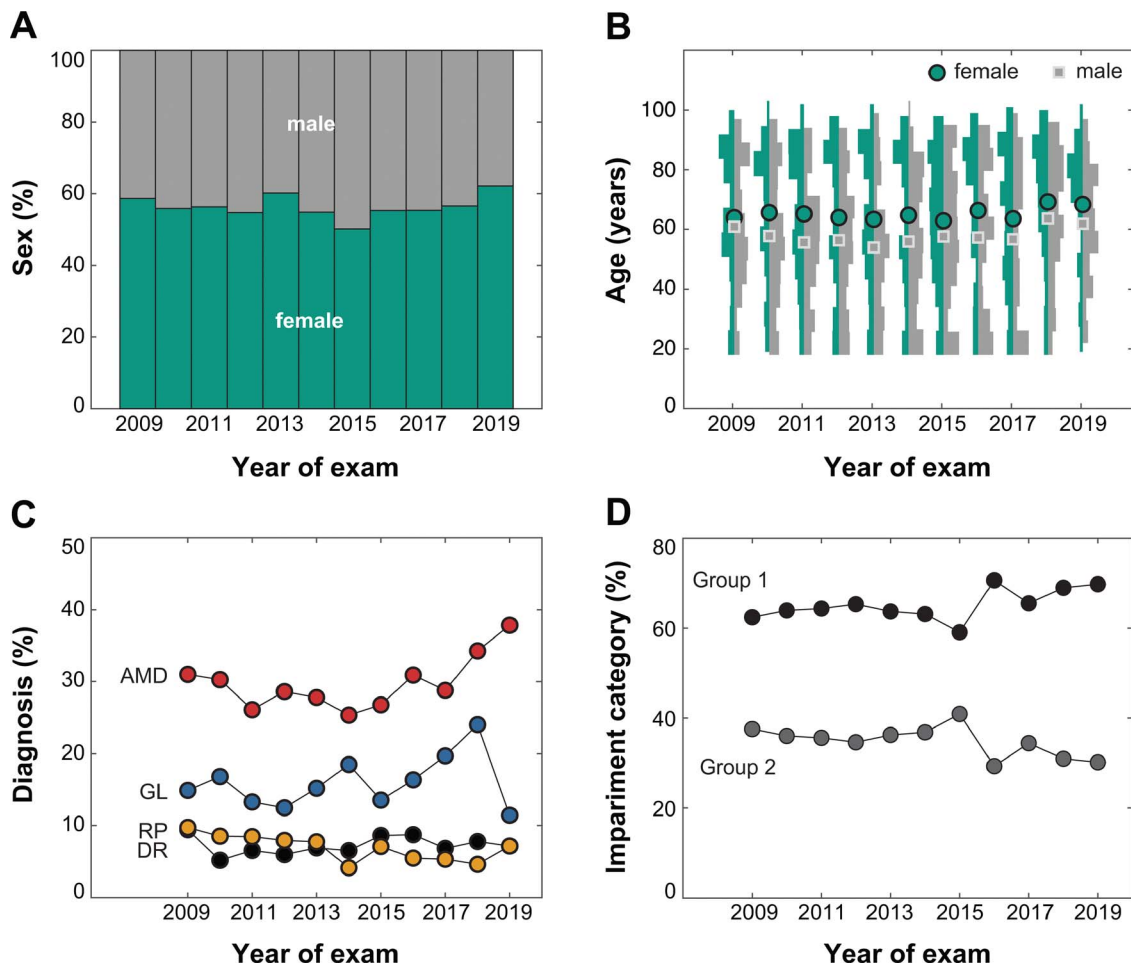 A
Sex (%)
100
80
60
40
20
0
male
female
2009 2011 2013 2015 2017 2019
Year of exam
B
Age (years)
100
80
60
40
20
0
female male
2009 2011 2013 2015 2017 2019
Year of exam
C
Diagnosis (%)
50
40
30
20
10
0
AMD
GL
RP
DR
2009 2011 2013 2015 2017 2019
Year of exam
D
Impariment category (%)
80
60
40
20
0
Group 1
Group 2
2009 2011 2013 2015 2017 2019
Year of exam